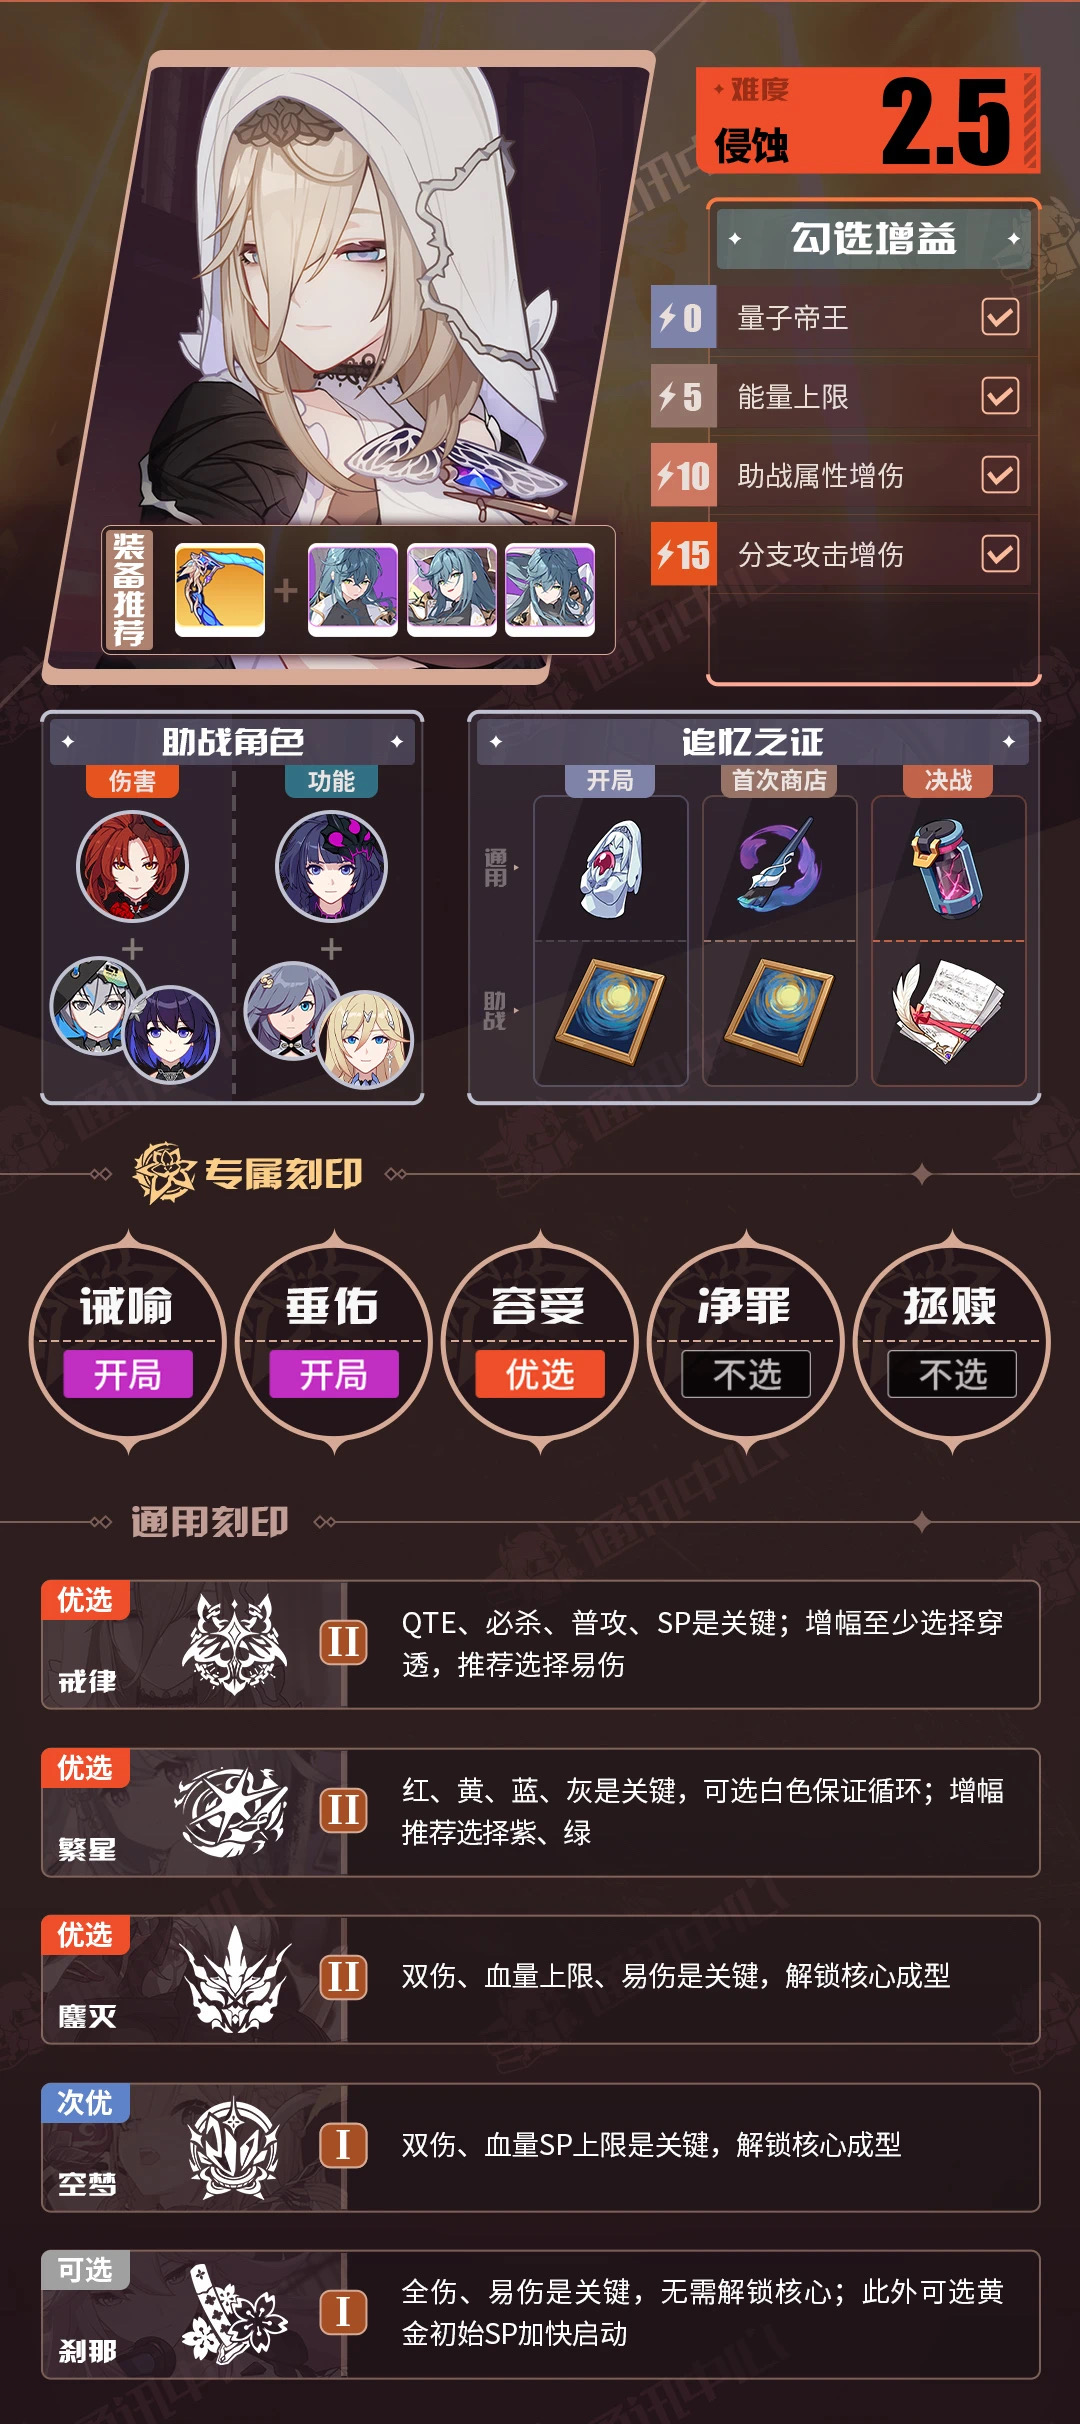 难度
侵蚀
2.5
勾选增益
0
量子帝王
5
能量上限
10
助战属性增伤
15
分支攻击增伤
装备推荐
助战角色
伤害
功能
追忆之证
开局
首次商店
决战
通用
助战
专属刻印
诫喻
开局
垂佑
开局
容受
优选
净罪
不选
拯赎
不选
通用刻印
优选
戒律
II
QTE、必杀、普攻、SP是关键；增幅至少选择穿
透，推荐选择易伤
优选
繁星
II
红、黄、蓝、灰是关键，可选白色保证循环；增幅
推荐选择紫、绿
优选
鏖灭
II
双伤、血量上限、易伤是关键，解锁核心成型
次优
空梦
I
双伤、血量SP上限是关键，解锁核心成型
可选
刹那
I
全伤、易伤是关键，无需解锁核心；此外可选黄
金初始SP加快启动
通讯中心